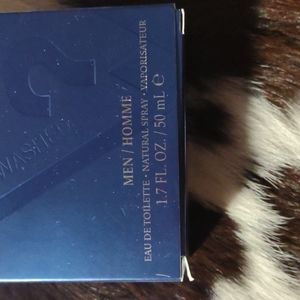 MEN / HOMME
EAU DE TOILETTE · NATURAL SPRAY · VAPORISATEUR
1.7 FL. OZ. / 50 mL ℮